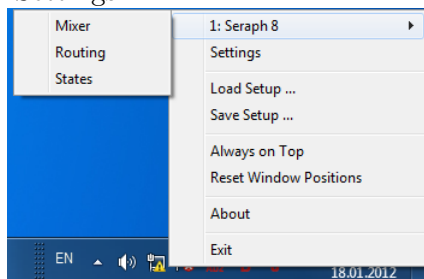 Mixer
Routing
States
1: Seraph 8
Settings
Load Setup ...
Save Setup ...
Always on Top
Reset Window Positions
About
Exit
EN
18.01.2012